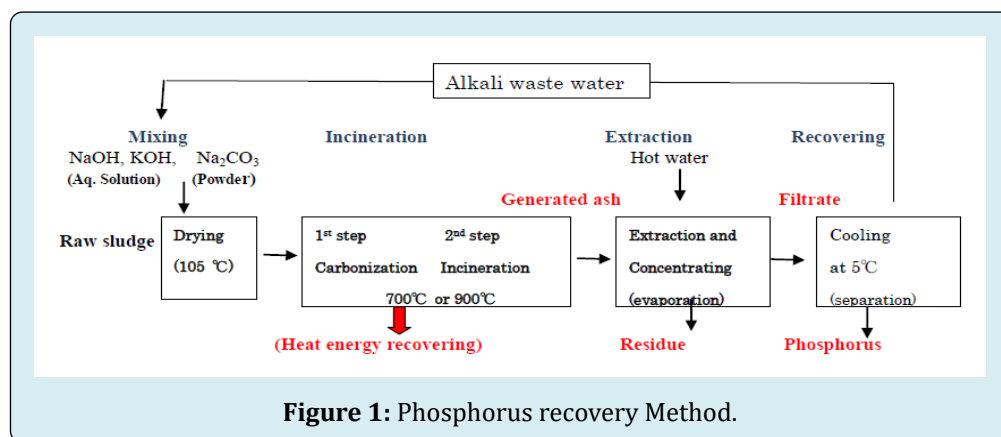 Alkali waste water
Mixing
Incineration
Extraction
Recovering
NaOH, KOH, Na₂CO₃
(Aq. Solution) (Powder)
Hot water
Generated ash
Filtrate
Raw sludge
Drying
(105 ℃)
1st step 2nd step
Carbonization Incineration
700℃ or 900℃
Extraction and
Concentrating
(evaporation)
Cooling
at 5℃
(separation)
(Heat energy recovering)
Residue
Phosphorus
Figure 1: Phosphorus recovery Method.